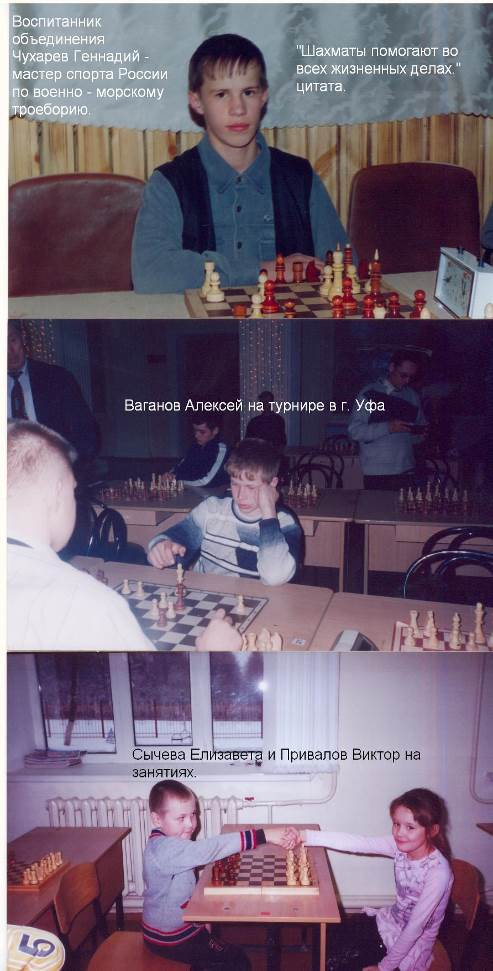 Воспитанник
объединения
Чухарев Геннадий -
мастер спорта России
по военно - морскому
троеборию.
"Шахматы помогают во
всех жизненных делах."
цитата.
Ваганов Алексей на турнире в г. Уфа
Сычева Елизавета и Привалов Виктор на
занятиях.